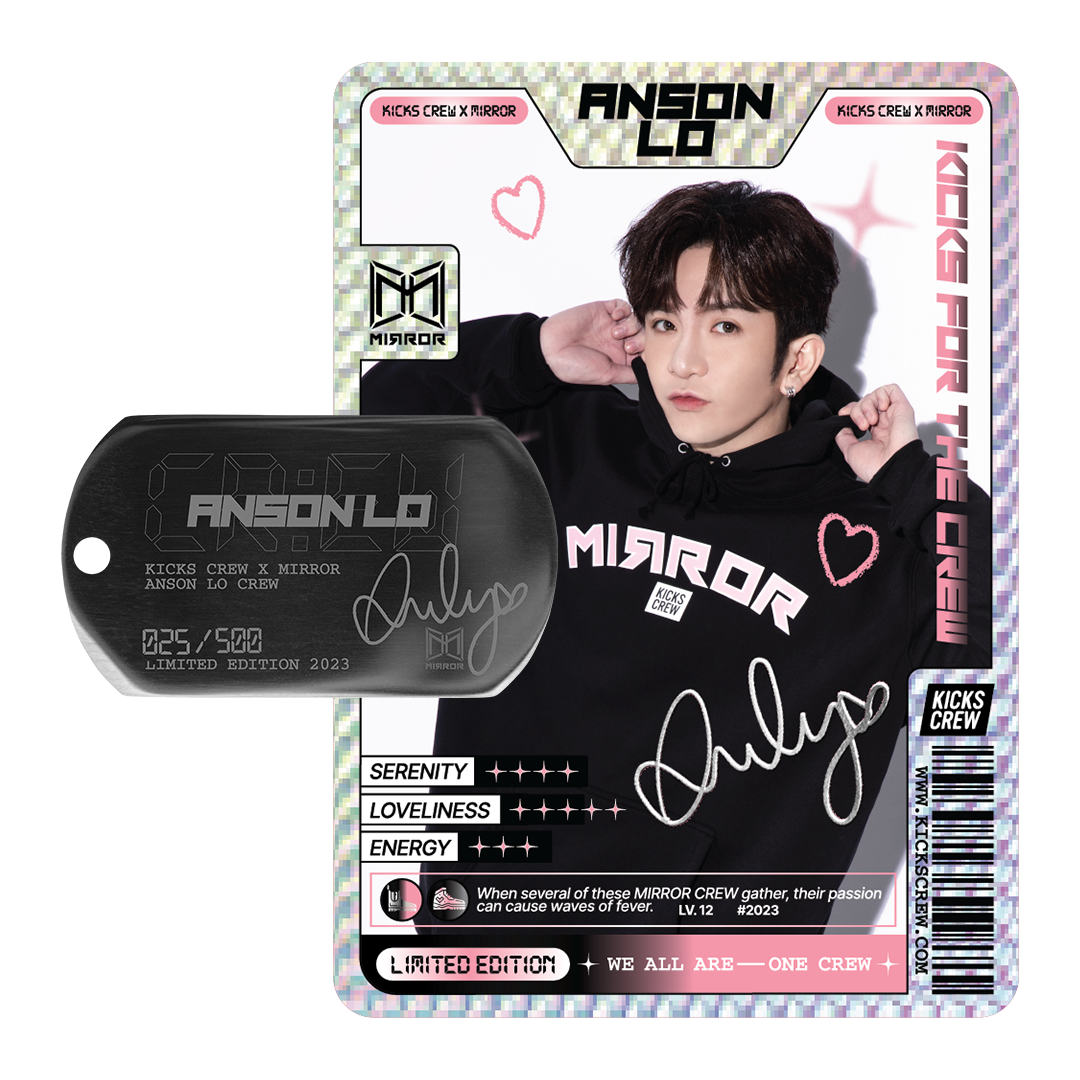 KICKS CREW X MIRROR
ANSON
LO
KICKS CREW X MIRROR
KICKS FOR THE CREW
MIRROR
MIRROR
KICKS
CREW
CR:EW
ANSON LO
KICKS CREW X MIRROR
ANSON LO CREW
025/500
LIMITED EDITION 2023
MIRROR
KICKS
CREW
WWW.KICKSCREW.COM
SERENITY
LOVELINESS
ENERGY
When several of these MIRROR CREW gather, their passion
can cause waves of fever. LV. 12 #2023
LIMITED EDITION
WE ALL ARE — ONE CREW